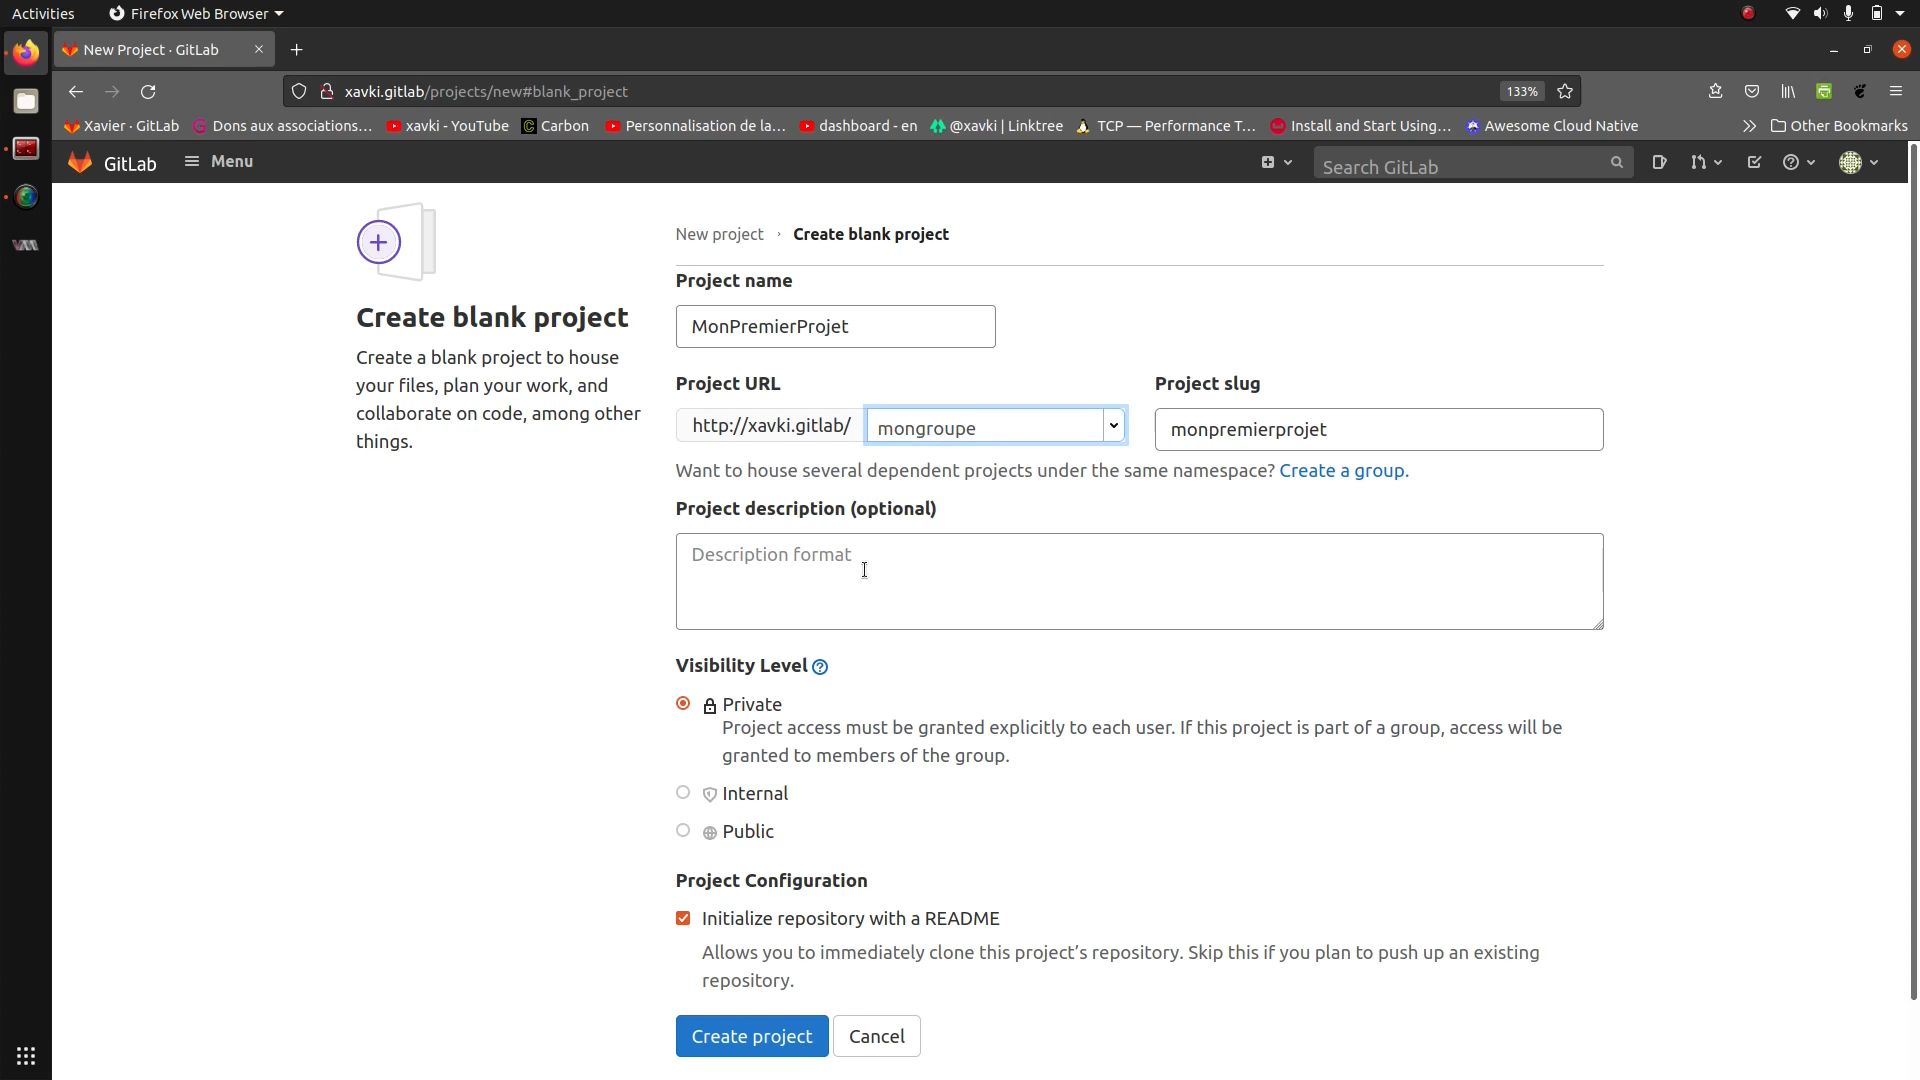 Activities
Firefox Web Browser
New Project · GitLab
xavki.gitlab/projects/new#blank_project
133%
Xavier · GitLab
Dons aux associations...
xavki - YouTube
Carbon
Personnalisation de la...
dashboard - en
@xavki | Linktree
TCP — Performance T...
Install and Start Using...
Awesome Cloud Native
Other Bookmarks
GitLab
Menu
Search GitLab
New project › Create blank project
Create blank project
Create a blank project to house
your files, plan your work, and
collaborate on code, among other
things.
Project name
MonPremierProjet
Project URL
http://xavki.gitlab/
mongroupe
Project slug
monpremierprojet
Want to house several dependent projects under the same namespace? Create a group.
Project description (optional)
Description format
Visibility Level
Private
Project access must be granted explicitly to each user. If this project is part of a group, access will be
granted to members of the group.
Internal
Public
Project Configuration
Initialize repository with a README
Allows you to immediately clone this project's repository. Skip this if you plan to push up an existing
repository.
Create project
Cancel